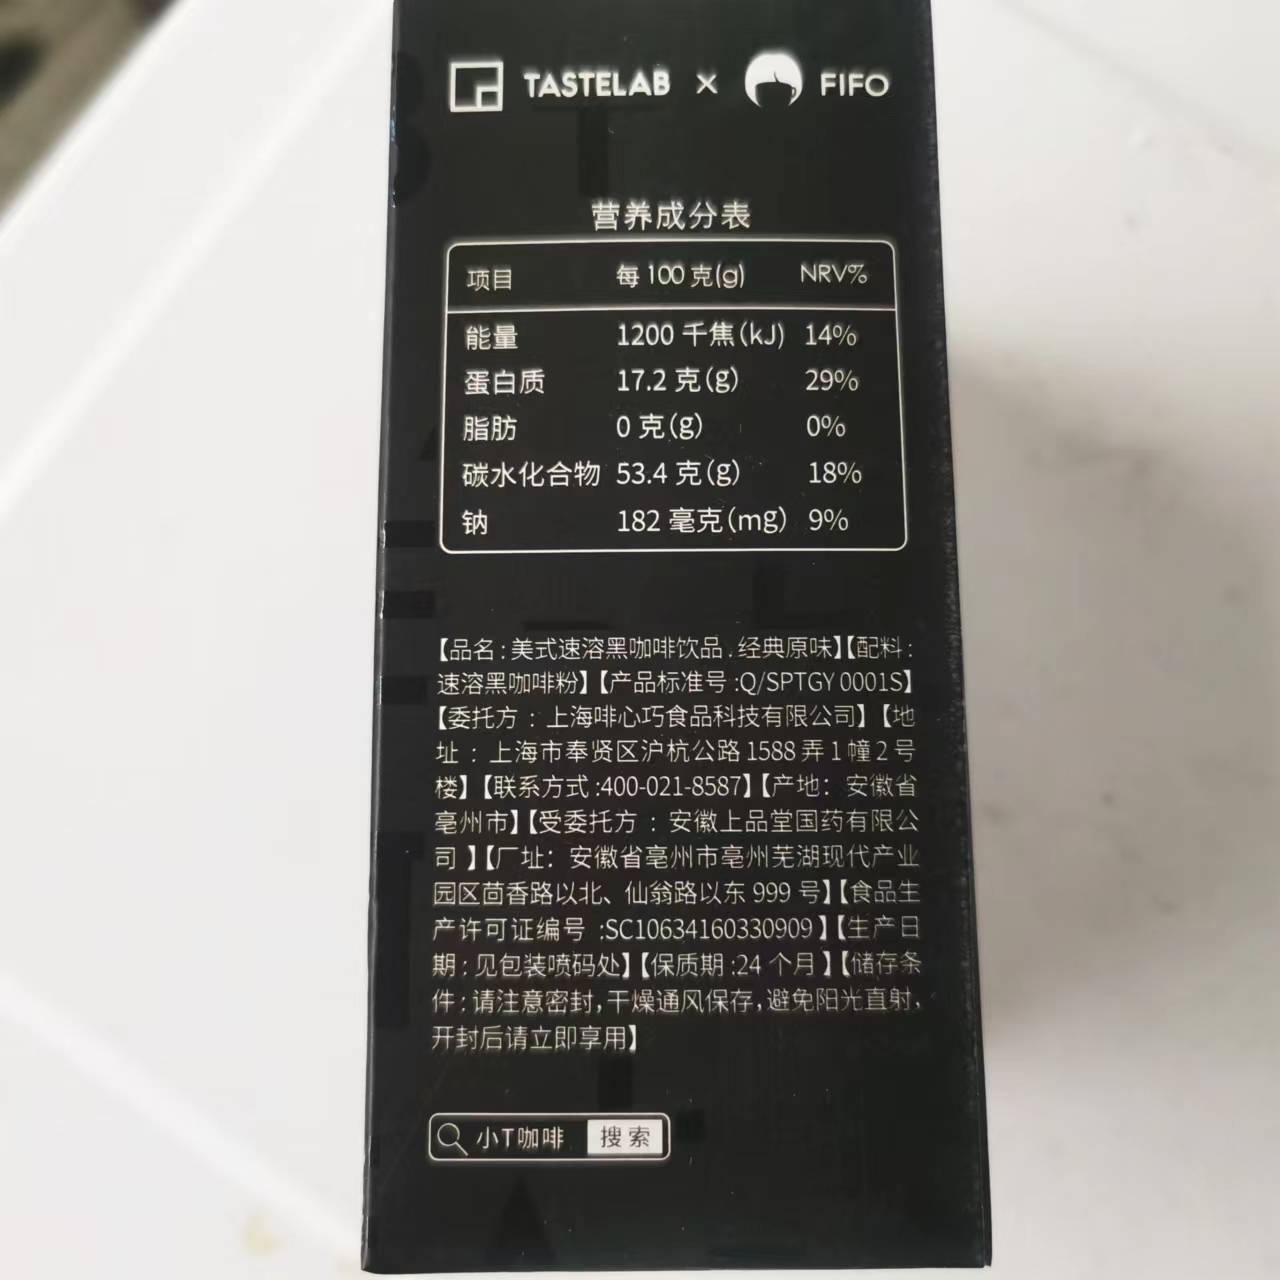 TASTELAB × FIFO
营养成分表
项目 每100克(g) NRV%
能量 1200 千焦(kJ) 14%
蛋白质 17.2 克(g) 29%
脂肪 0 克(g) 0%
碳水化合物 53.4 克(g) 18%
钠 182 毫克(mg) 9%
【品名:美式速溶黑咖啡饮品.经典原味】【配料:
速溶黑咖啡粉】【产品标准号:Q/SPTGY 0001S】
【委托方:上海啡心巧食品科技有限公司】【地
址:上海市奉贤区沪杭公路1588弄1幢2号
楼】【联系方式:400-021-8587】【产地:安徽省
亳州市】【受委托方:安徽上品堂国药有限公
司】【厂址:安徽省亳州市亳州芜湖现代产业
园区茴香路以北、仙翁路以东999号】【食品生
产许可证编号:SC10634160330909】【生产日
期:见包装喷码处】【保质期:24个月】【储存条
件:请注意密封,干燥通风保存,避免阳光直射,
开封后请立即享用】
小T咖啡 搜索